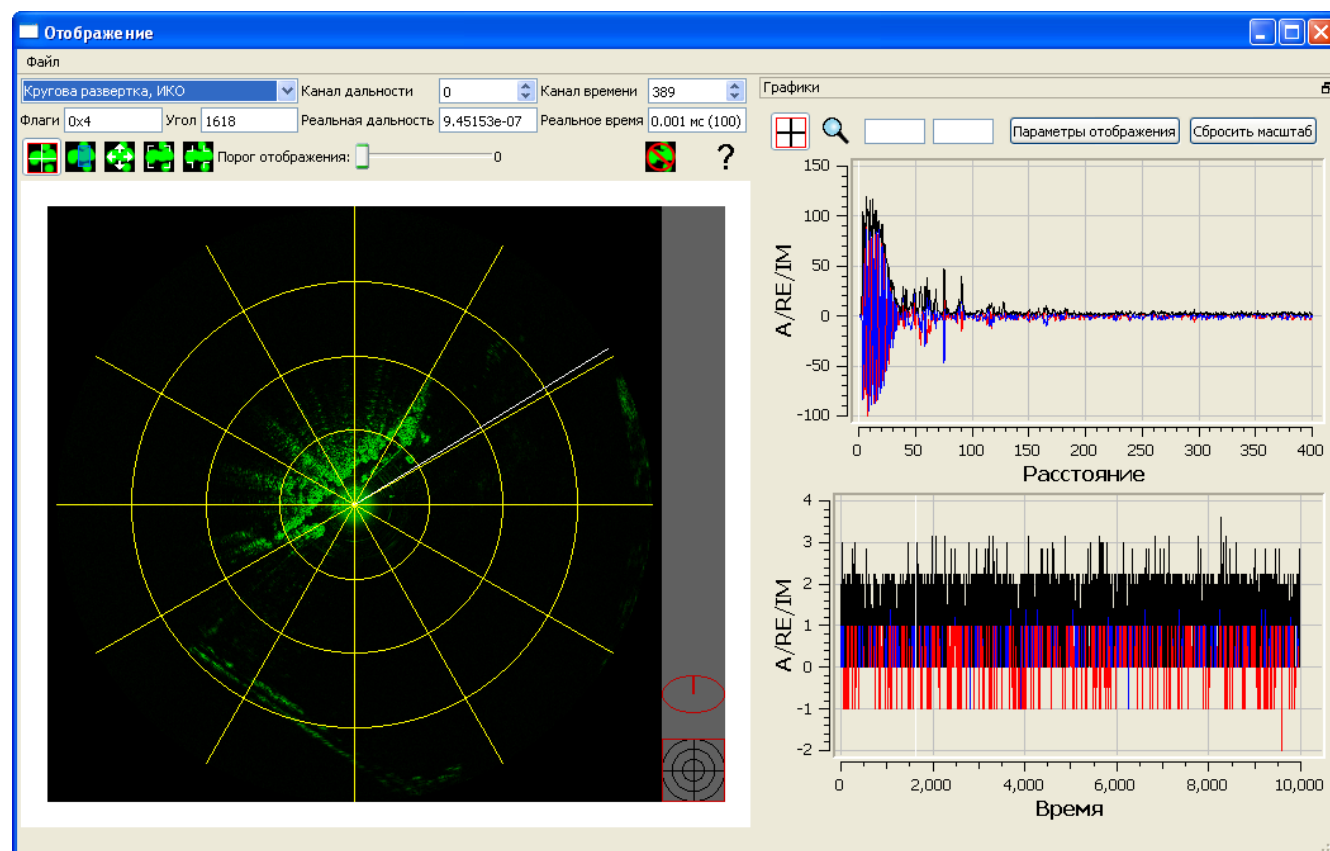 Отображение
Файл
Кругова развертка, ИКО Канал дальности 0 Канал времени 389
Флаги 0x4 Угол 1618 Реальная дальность 9.45153e-07 Реальное время 0.001 мс (100)
Порог отображения: 0 ?
Графики
Параметры отображения Сбросить масштаб
150
100
50
0
-50
-100
A/RE/IM
0 50 100 150 200 250 300 350 400
Расстояние
4
3
2
1
0
-1
-2
A/RE/IM
0 2,000 4,000 6,000 8,000 10,000
Время